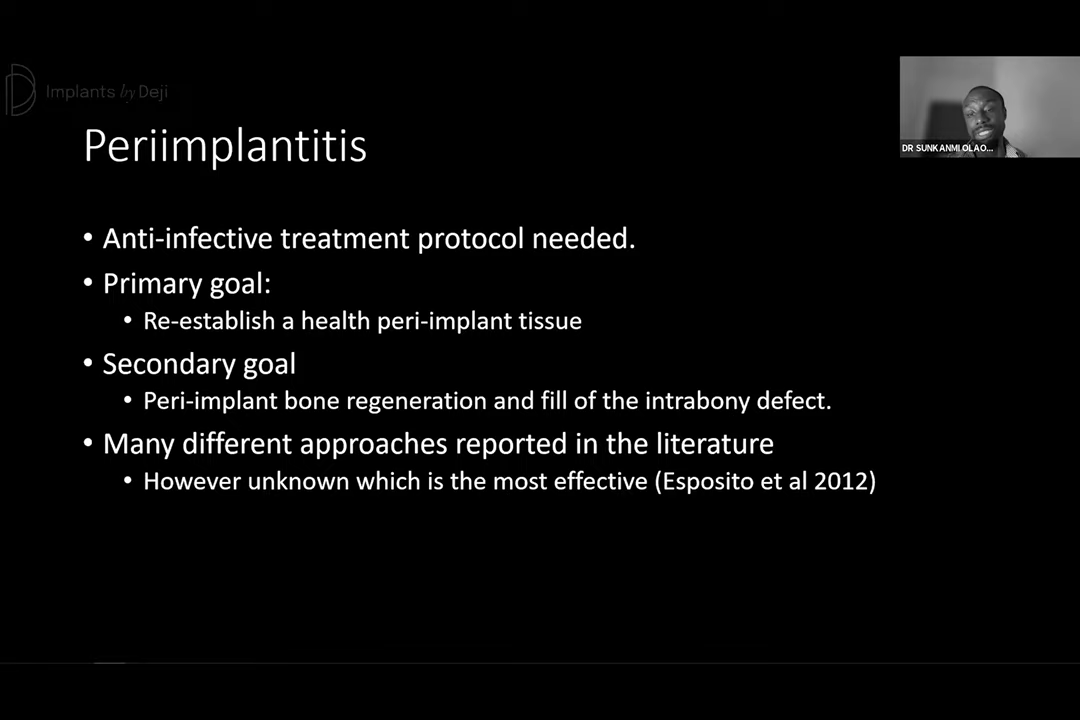 Implants by Deji
DR SUNKANMI OLAO...
Periimplantitis
• Anti-infective treatment protocol needed.
• Primary goal:
• Re-establish a health peri-implant tissue
• Secondary goal
• Peri-implant bone regeneration and fill of the intrabony defect.
• Many different approaches reported in the literature
• However unknown which is the most effective (Esposito et al 2012)